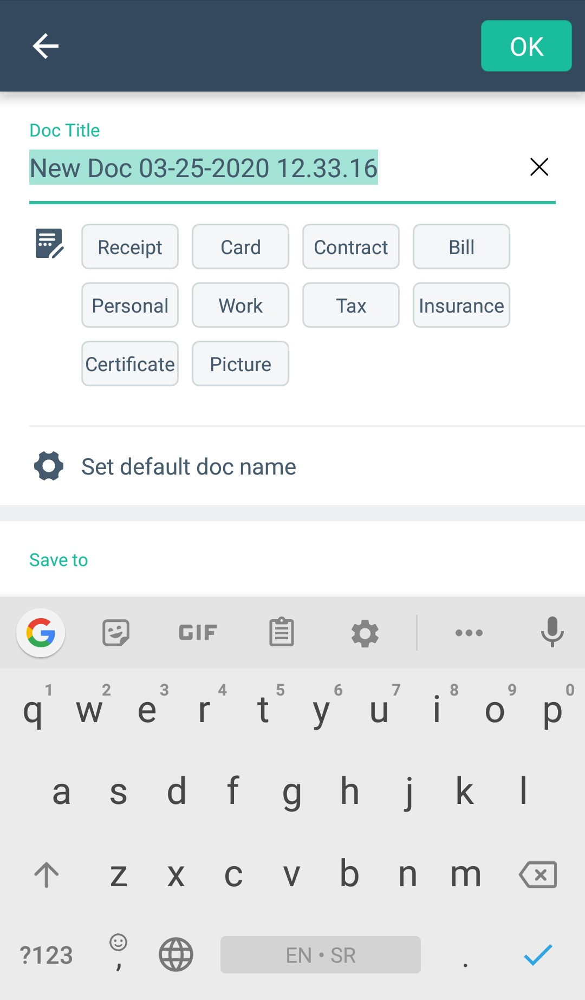 OK
Doc Title
New Doc 03-25-2020 12.33.16
Receipt Card Contract Bill
Personal Work Tax Insurance
Certificate Picture
Set default doc name
Save to
G GIF
1 2 3 4 5 6 7 8 9 0
q w e r t y u i o p
a s d f g h j k l
z x c v b n m
?123 , EN • SR .